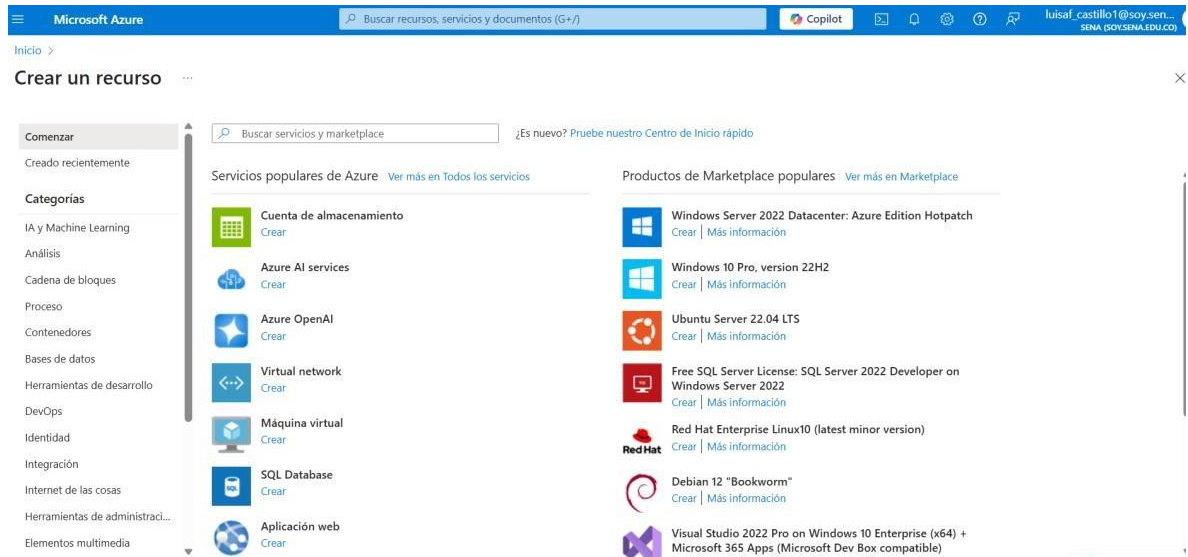 Microsoft Azure
Buscar recursos, servicios y documentos (G+/)
Copilot
luisaf_castillo1@soy.sen...
SENA (SOY.SENA.EDU.CO)
Inicio >
Crear un recurso ...
Comenzar
Creado recientemente
Categorías
IA y Machine Learning
Análisis
Cadena de bloques
Proceso
Contenedores
Bases de datos
Herramientas de desarrollo
DevOps
Identidad
Integración
Internet de las cosas
Herramientas de administraci...
Elementos multimedia
Buscar servicios y marketplace
¿Es nuevo? Pruebe nuestro Centro de Inicio rápido
Servicios populares de Azure Ver más en Todos los servicios
Cuenta de almacenamiento
Crear
Azure AI services
Crear
Azure OpenAI
Crear
Virtual network
Crear
Máquina virtual
Crear
SQL Database
Crear
Aplicación web
Crear
Productos de Marketplace populares Ver más en Marketplace
Windows Server 2022 Datacenter: Azure Edition Hotpatch
Crear | Más información
Windows 10 Pro, version 22H2
Crear | Más información
Ubuntu Server 22.04 LTS
Crear | Más información
Free SQL Server License: SQL Server 2022 Developer on
Windows Server 2022
Crear | Más información
Red Hat Enterprise Linux10 (latest minor version)
Red Hat
Crear | Más información
Debian 12 "Bookworm"
Crear | Más información
Visual Studio 2022 Pro on Windows 10 Enterprise (x64) +
Microsoft 365 Apps (Microsoft Dev Box compatible)
SQL